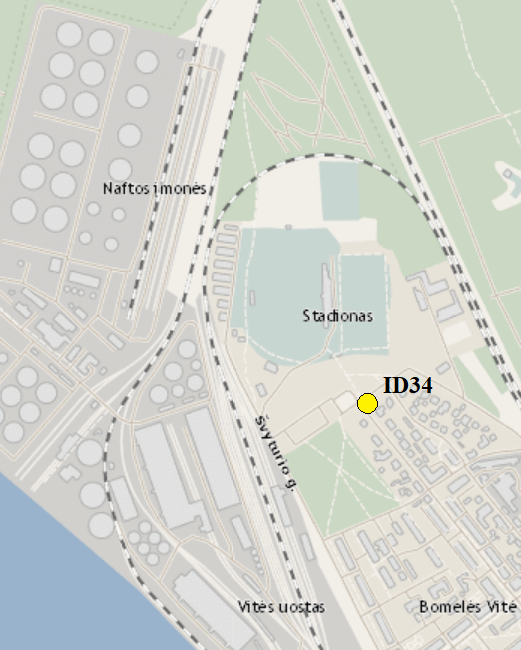 Naftos įmonės
Stadionas
ID34
Švyturio g.
Vitės uostas
Bomelės Vitė